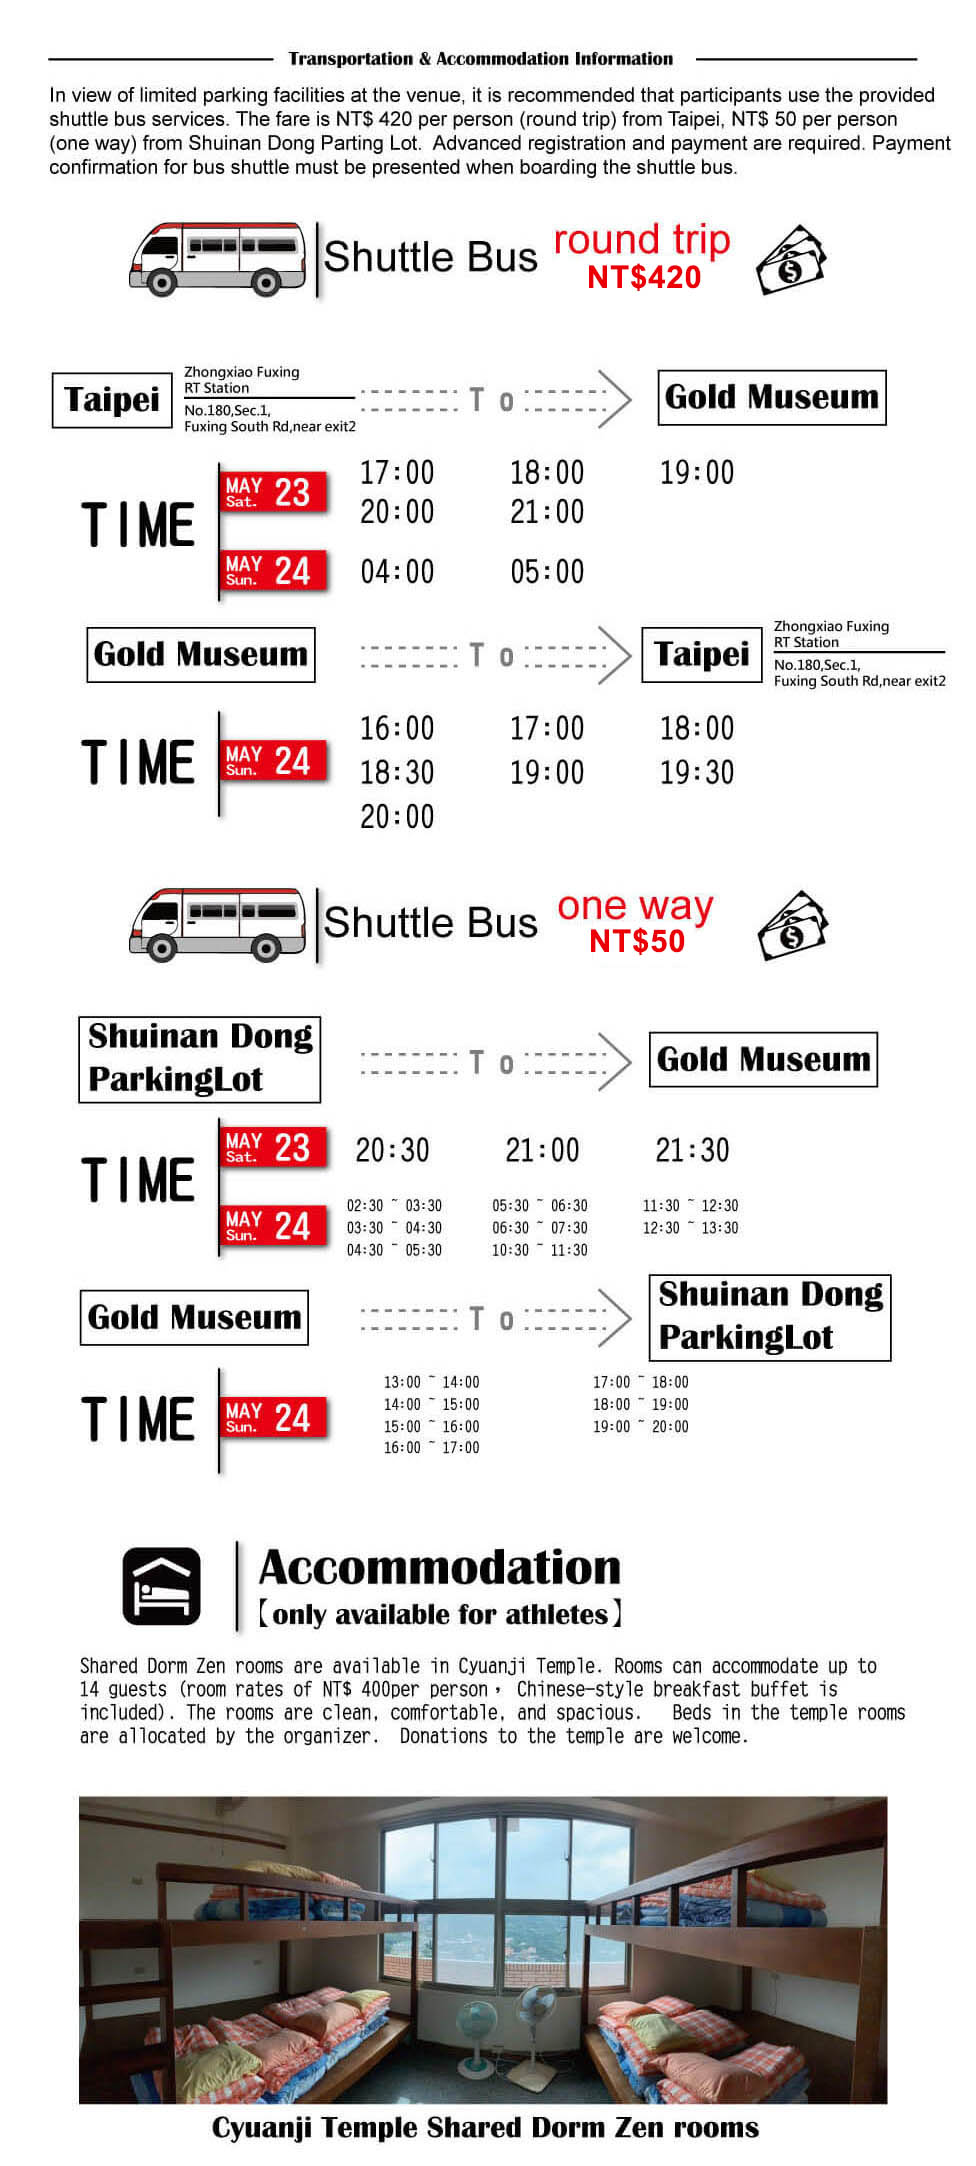 Transportation & Accommodation Information
In view of limited parking facilities at the venue, it is recommended that participants use the provided
shuttle bus services. The fare is NT$ 420 per person (round trip) from Taipei, NT$ 50 per person
(one way) from Shuinan Dong Parting Lot.  Advanced registration and payment are required. Payment
confirmation for bus shuttle must be presented when boarding the shuttle bus.
Shuttle Bus round trip
NT$420
$
Taipei
Zhongxiao Fuxing
RT Station
No.180,Sec.1,
Fuxing South Rd,near exit2
To
Gold Museum
TIME
MAY Sat. 23
17:00 18:00 19:00
20:00 21:00
MAY Sun. 24
04:00 05:00
Gold Museum
To
Taipei
Zhongxiao Fuxing
RT Station
No.180,Sec.1,
Fuxing South Rd,near exit2
TIME
MAY Sun. 24
16:00 17:00 18:00
18:30 19:00 19:30
20:00
Shuttle Bus one way
NT$50
$
Shuinan Dong
ParkingLot
To
Gold Museum
TIME
MAY Sat. 23
20:30 21:00 21:30
MAY Sun. 24
02:30 ~ 03:30 05:30 ~ 06:30 11:30 ~ 12:30
03:30 ~ 04:30 06:30 ~ 07:30 12:30 ~ 13:30
04:30 ~ 05:30 10:30 ~ 11:30
Gold Museum
To
Shuinan Dong
ParkingLot
TIME
MAY Sun. 24
13:00 ~ 14:00 17:00 ~ 18:00
14:00 ~ 15:00 18:00 ~ 19:00
15:00 ~ 16:00 19:00 ~ 20:00
16:00 ~ 17:00
Accommodation
【only available for athletes】
Shared Dorm Zen rooms are available in Cyuanji Temple. Rooms can accommodate up to
14 guests (room rates of NT$ 400per person， Chinese-style breakfast buffet is
included). The rooms are clean, comfortable, and spacious.   Beds in the temple rooms
are allocated by the organizer.  Donations to the temple are welcome.
Cyuanji Temple Shared Dorm Zen rooms